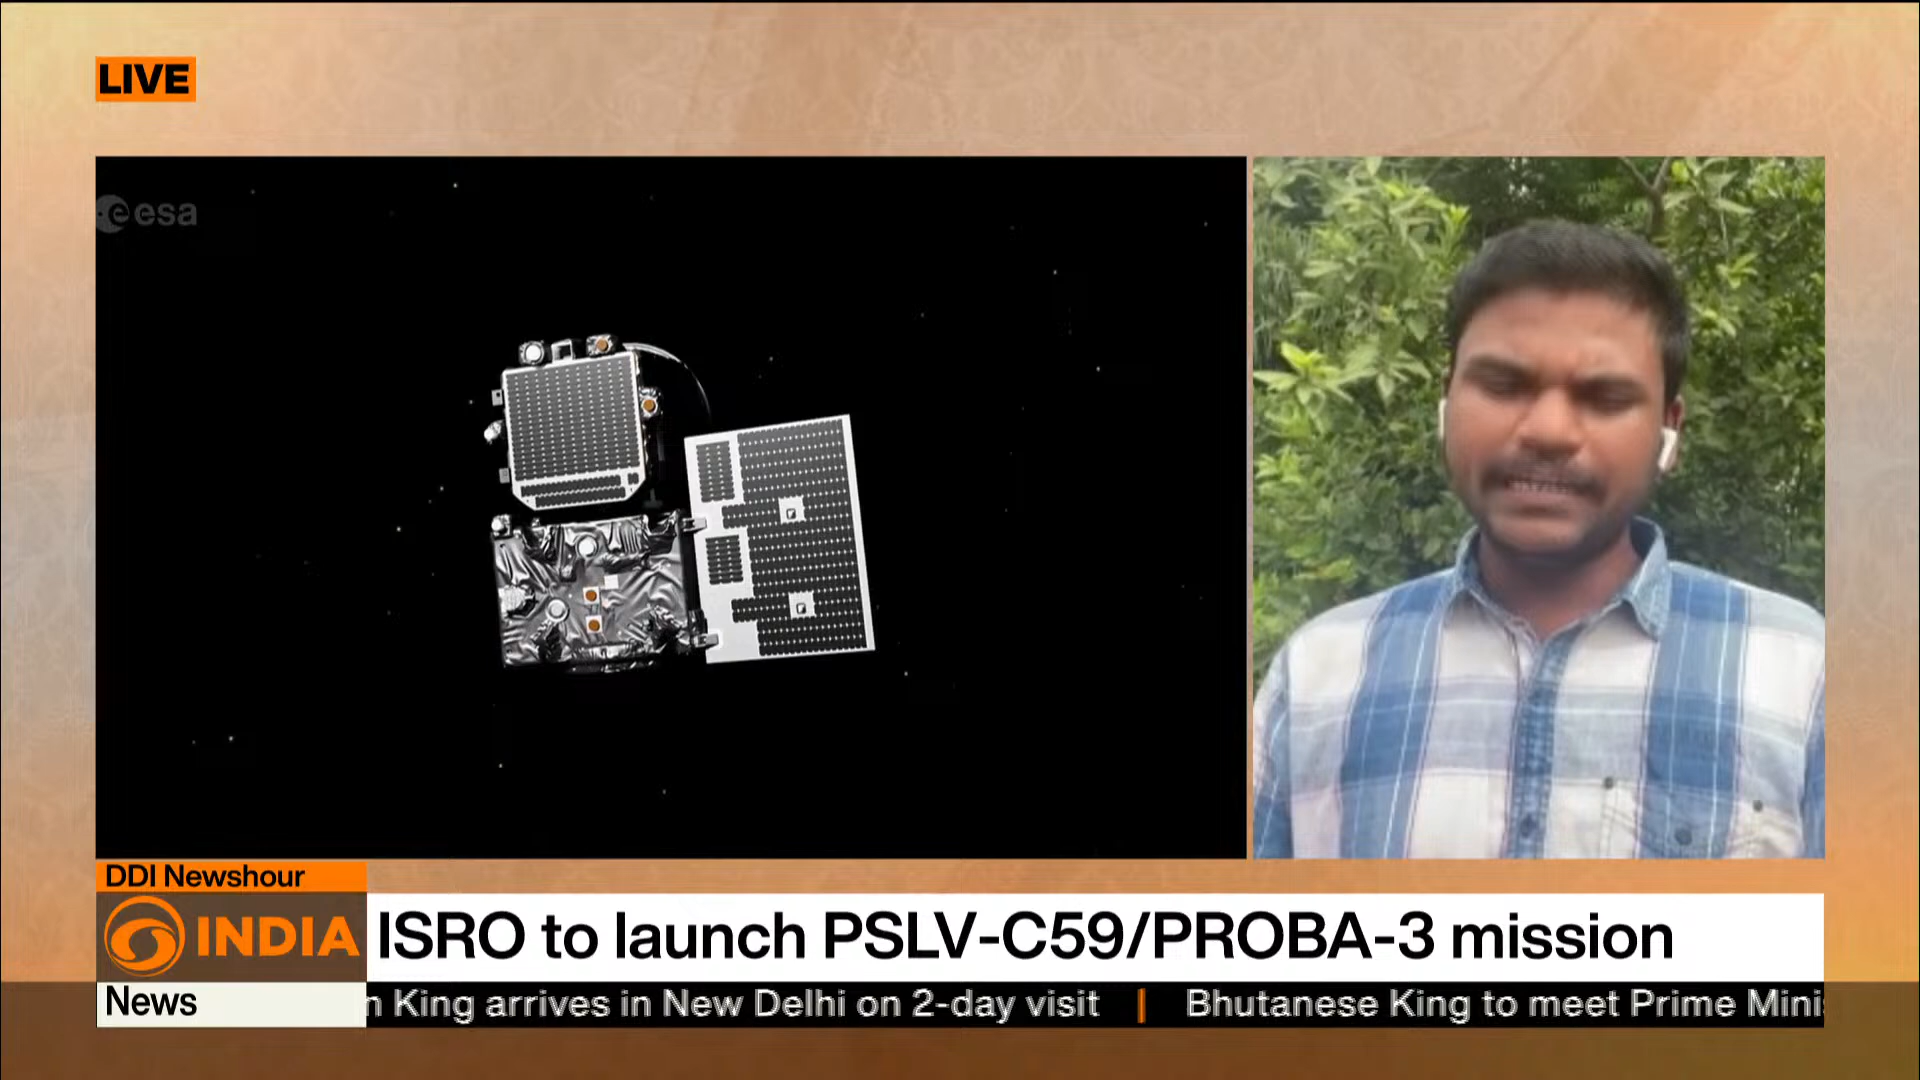 LIVE
esa
DDI Newshour
INDIA
ISRO to launch PSLV-C59/PROBA-3 mission
News
n King arrives in New Delhi on 2-day visit | Bhutanese King to meet Prime Minis